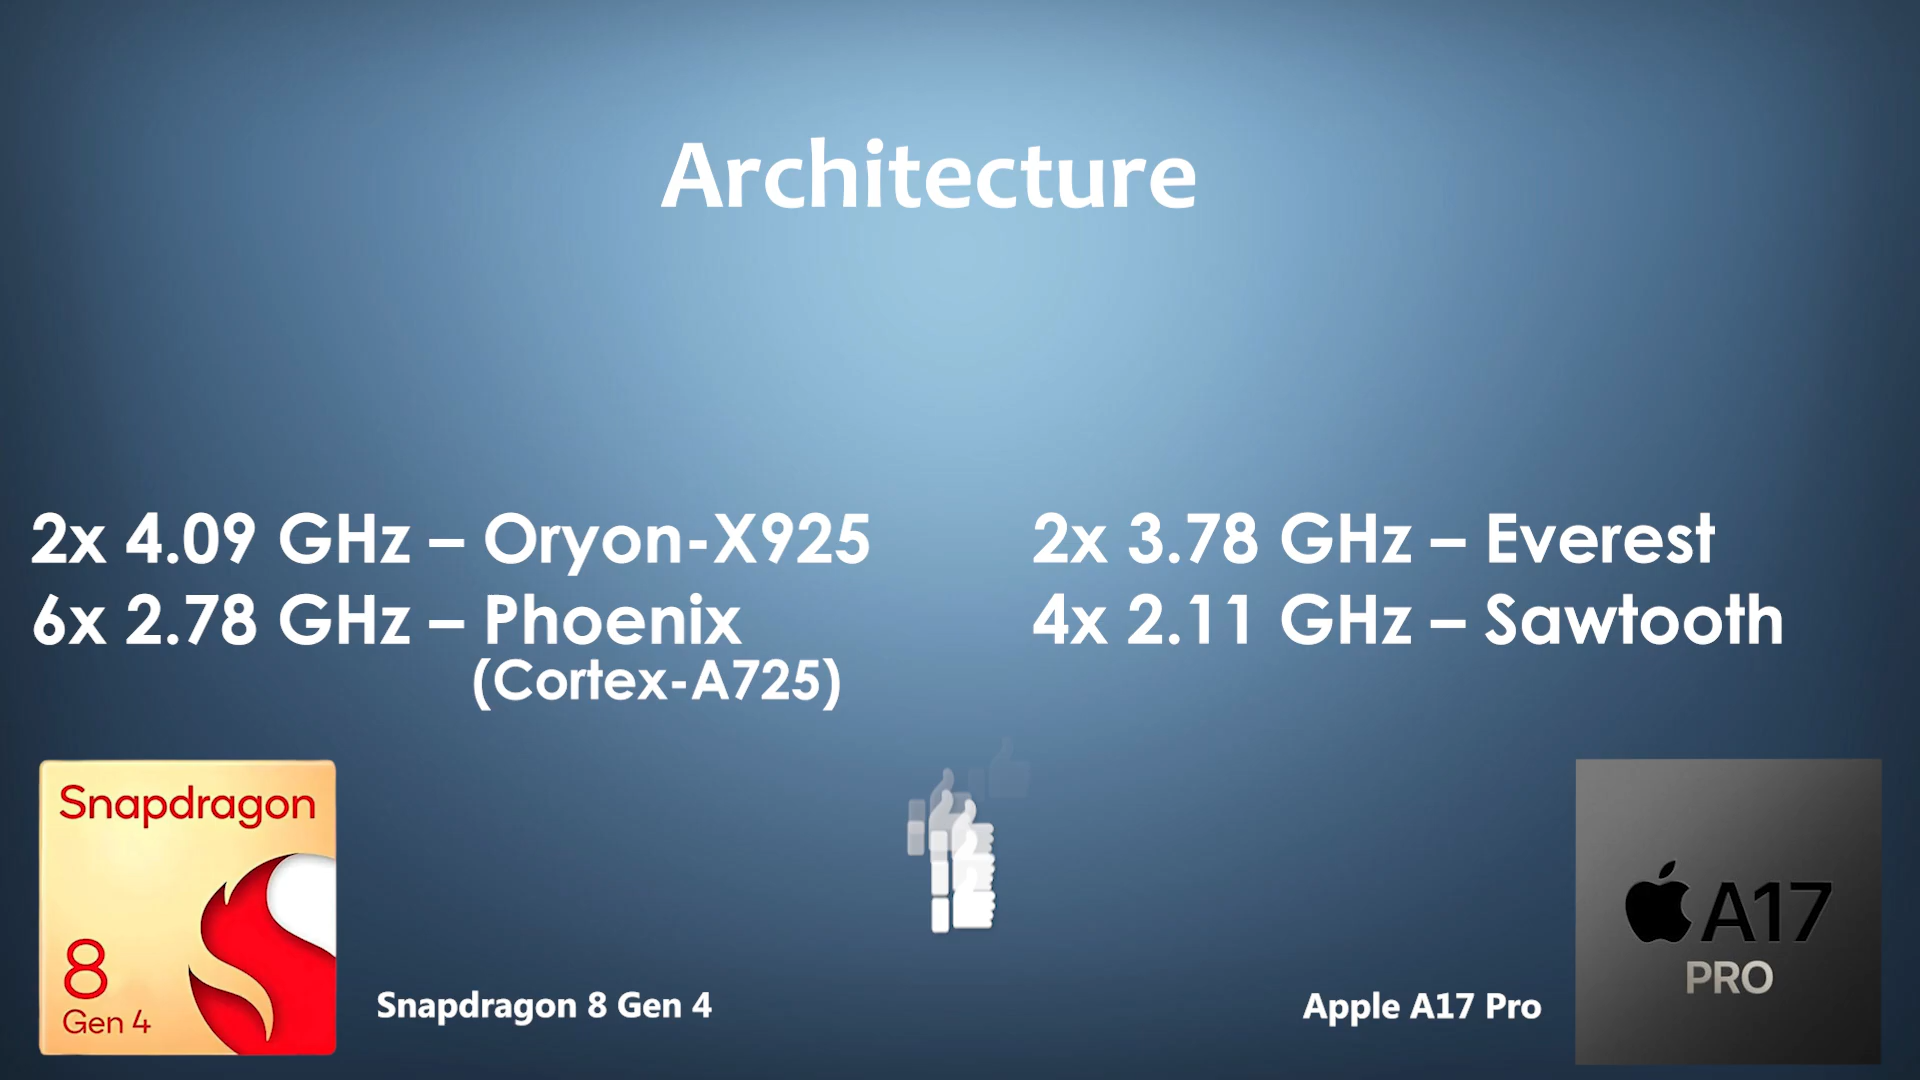 Architecture
2x 4.09 GHz – Oryon-X925
6x 2.78 GHz – Phoenix
(Cortex-A725)
2x 3.78 GHz – Everest
4x 2.11 GHz – Sawtooth
Snapdragon
8
Gen 4
Snapdragon 8 Gen 4
Apple A17 Pro
A17
PRO